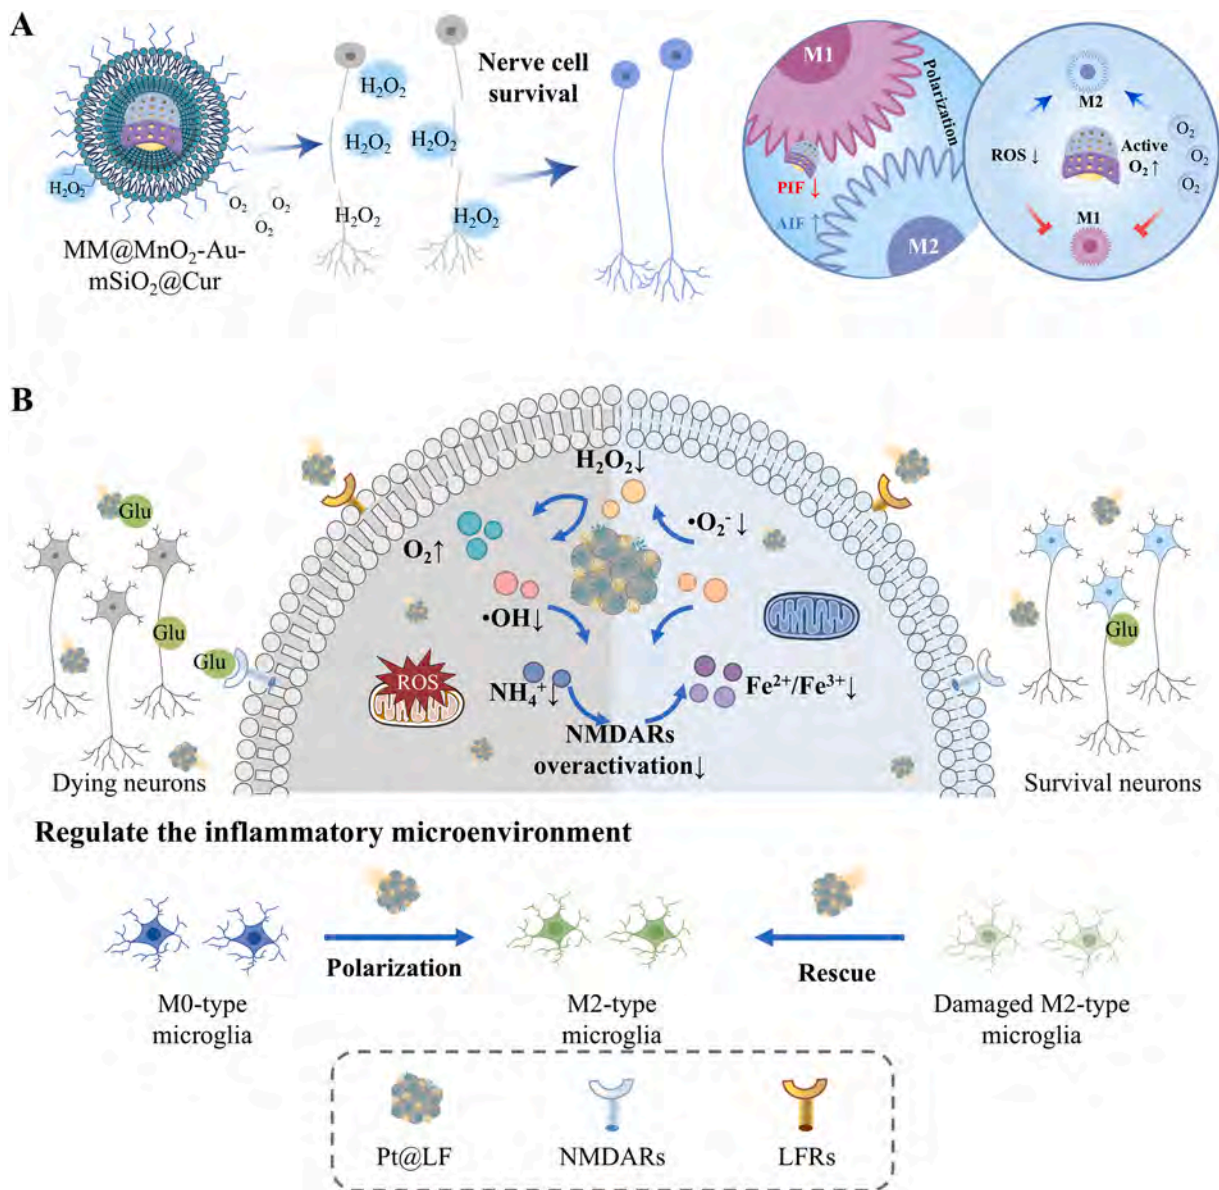 A
H₂O₂
O₂
O₂
O₂
MM@MnO₂-Au-
mSiO₂@Cur
H₂O₂
H₂O₂
H₂O₂
H₂O₂
H₂O₂
Nerve cell
survival
M1
Polarization
PIF ↓
AIF ↑
M2
M2
ROS ↓
Active
O₂ ↑
O₂
O₂
O₂
M1
B
Glu
Glu
Glu
Dying neurons
H₂O₂↓
O₂↑
•O₂⁻ ↓
•OH↓
ROS
NH₄⁺↓
Fe²⁺/Fe³⁺↓
NMDARs
overactivation↓
Glu
Survival neurons
Regulate the inflammatory microenvironment
Polarization
Rescue
M0-type
microglia
M2-type
microglia
Damaged M2-type
microglia
Pt@LF
NMDARs
LFRs